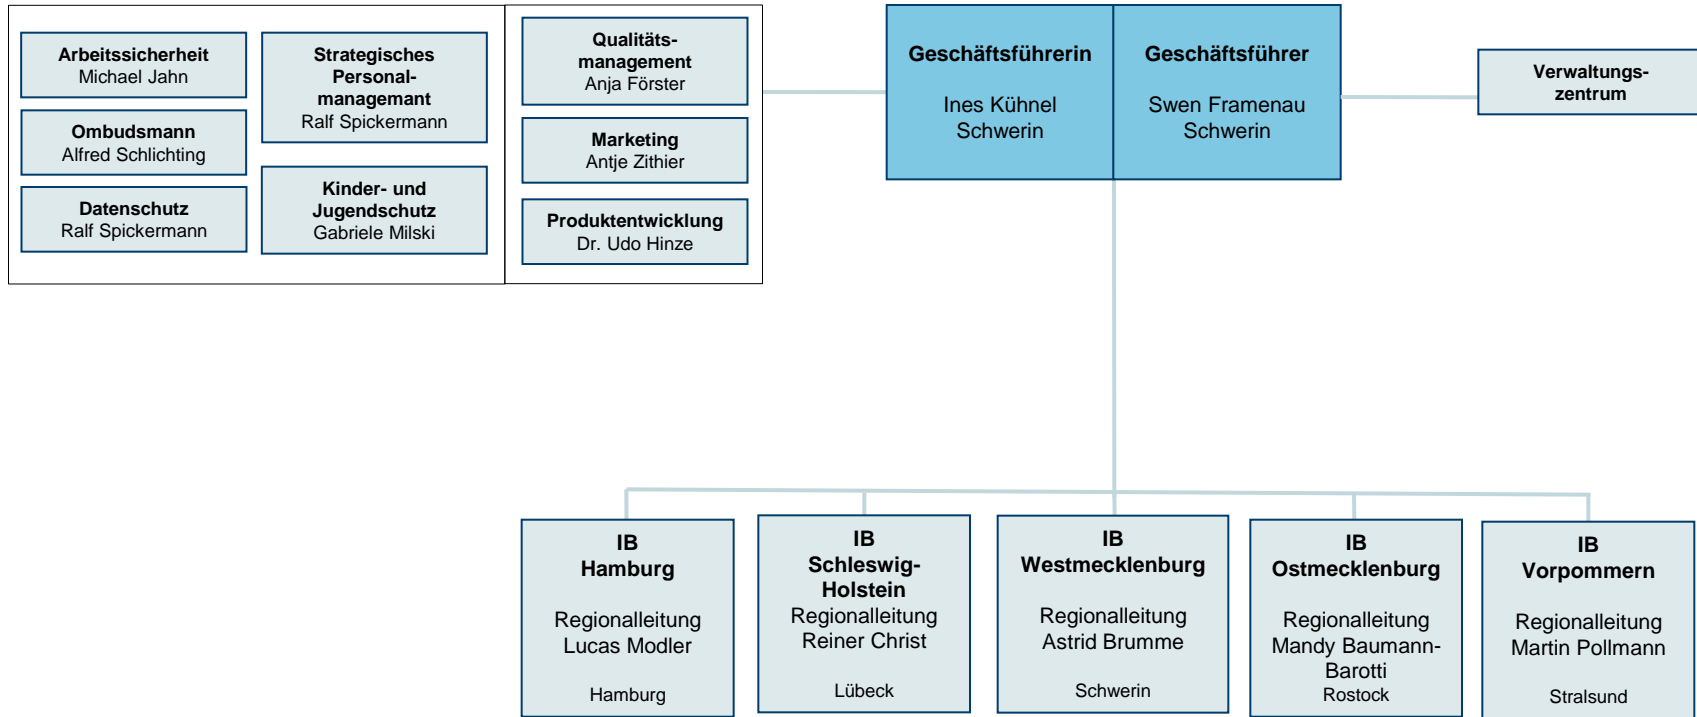 Arbeitssicherheit
Michael Jahn
Ombudsmann
Alfred Schlichting
Datenschutz
Ralf Spickermann
Strategisches
Personal-
managemant
Ralf Spickermann
Kinder- und
Jugendschutz
Gabriele Milski
Qualitäts-
management
Anja Förster
Marketing
Antje Zithier
Produktentwicklung
Dr. Udo Hinze
Geschäftsführerin
Ines Kühnel
Schwerin
Geschäftsführer
Swen Framenau
Schwerin
Verwaltungs-
zentrum
IB
Hamburg
Regionalleitung
Lucas Modler
Hamburg
IB
Schleswig-
Holstein
Regionalleitung
Reiner Christ
Lübeck
IB
Westmecklenburg
Regionalleitung
Astrid Brumme
Schwerin
IB
Ostmecklenburg
Regionalleitung
Mandy Baumann-
Barotti
Rostock
IB
Vorpommern
Regionalleitung
Martin Pollmann
Stralsund